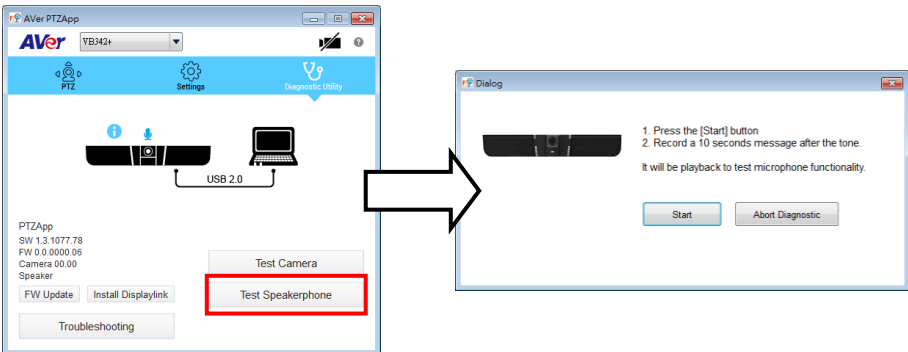 AVer PTZApp
AVer VB342+
PTZ Settings Diagnostic Utility
USB 2.0
PTZApp
SW 1.3.1077.78
FW 0.0.0000.06
Camera 00.00
Speaker
FW Update Install Displaylink
Troubleshooting
Test Camera
Test Speakerphone
Dialog
1. Press the [Start] button
2. Record a 10 seconds message after the tone.
It will be playback to test microphone functionality.
Start Abort Diagnostic